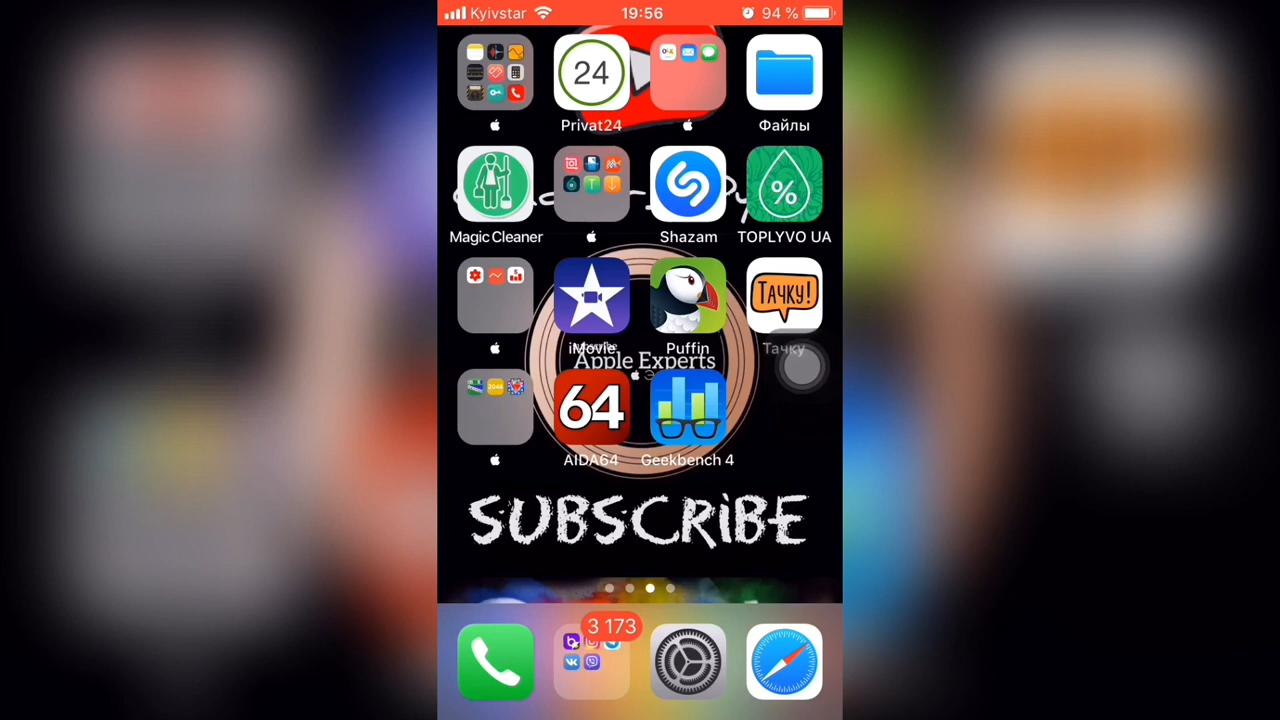 Kyivstar 19:56 94 %
24
Privat24 Файлы
%
Magic Cleaner Shazam TOPLYVO UA
ТАЧКУ!
iMovie Puffin Тачку
Apple Experts
64
AIDA64 Geekbench 4
SUBSCRiBE
3 173